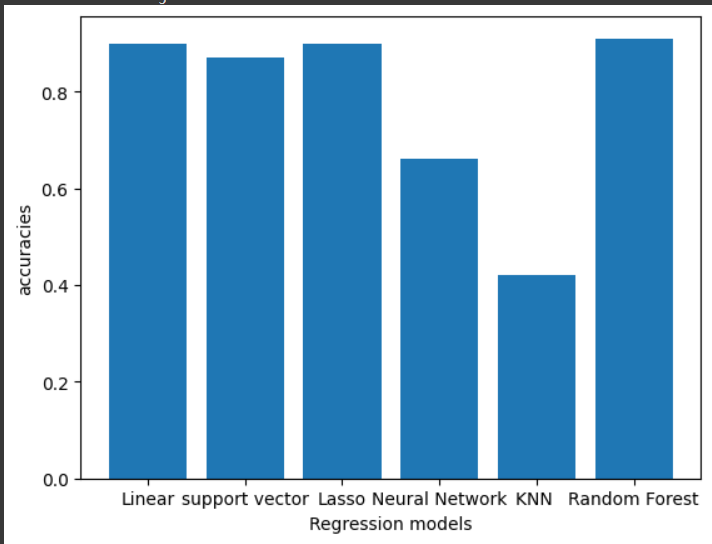 accuracies
0.8
0.6
0.4
0.2
0.0
Linear support vector Lasso Neural Network KNN Random Forest
Regression models